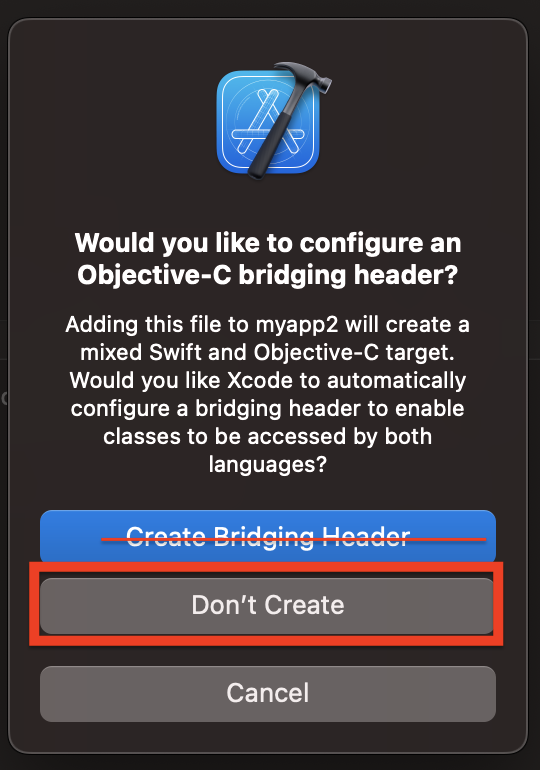 Would you like to configure an
Objective-C bridging header?
Adding this file to myapp2 will create a
mixed Swift and Objective-C target.
Would you like Xcode to automatically
configure a bridging header to enable
classes to be accessed by both
languages?
Create Bridging Header
Don’t Create
Cancel